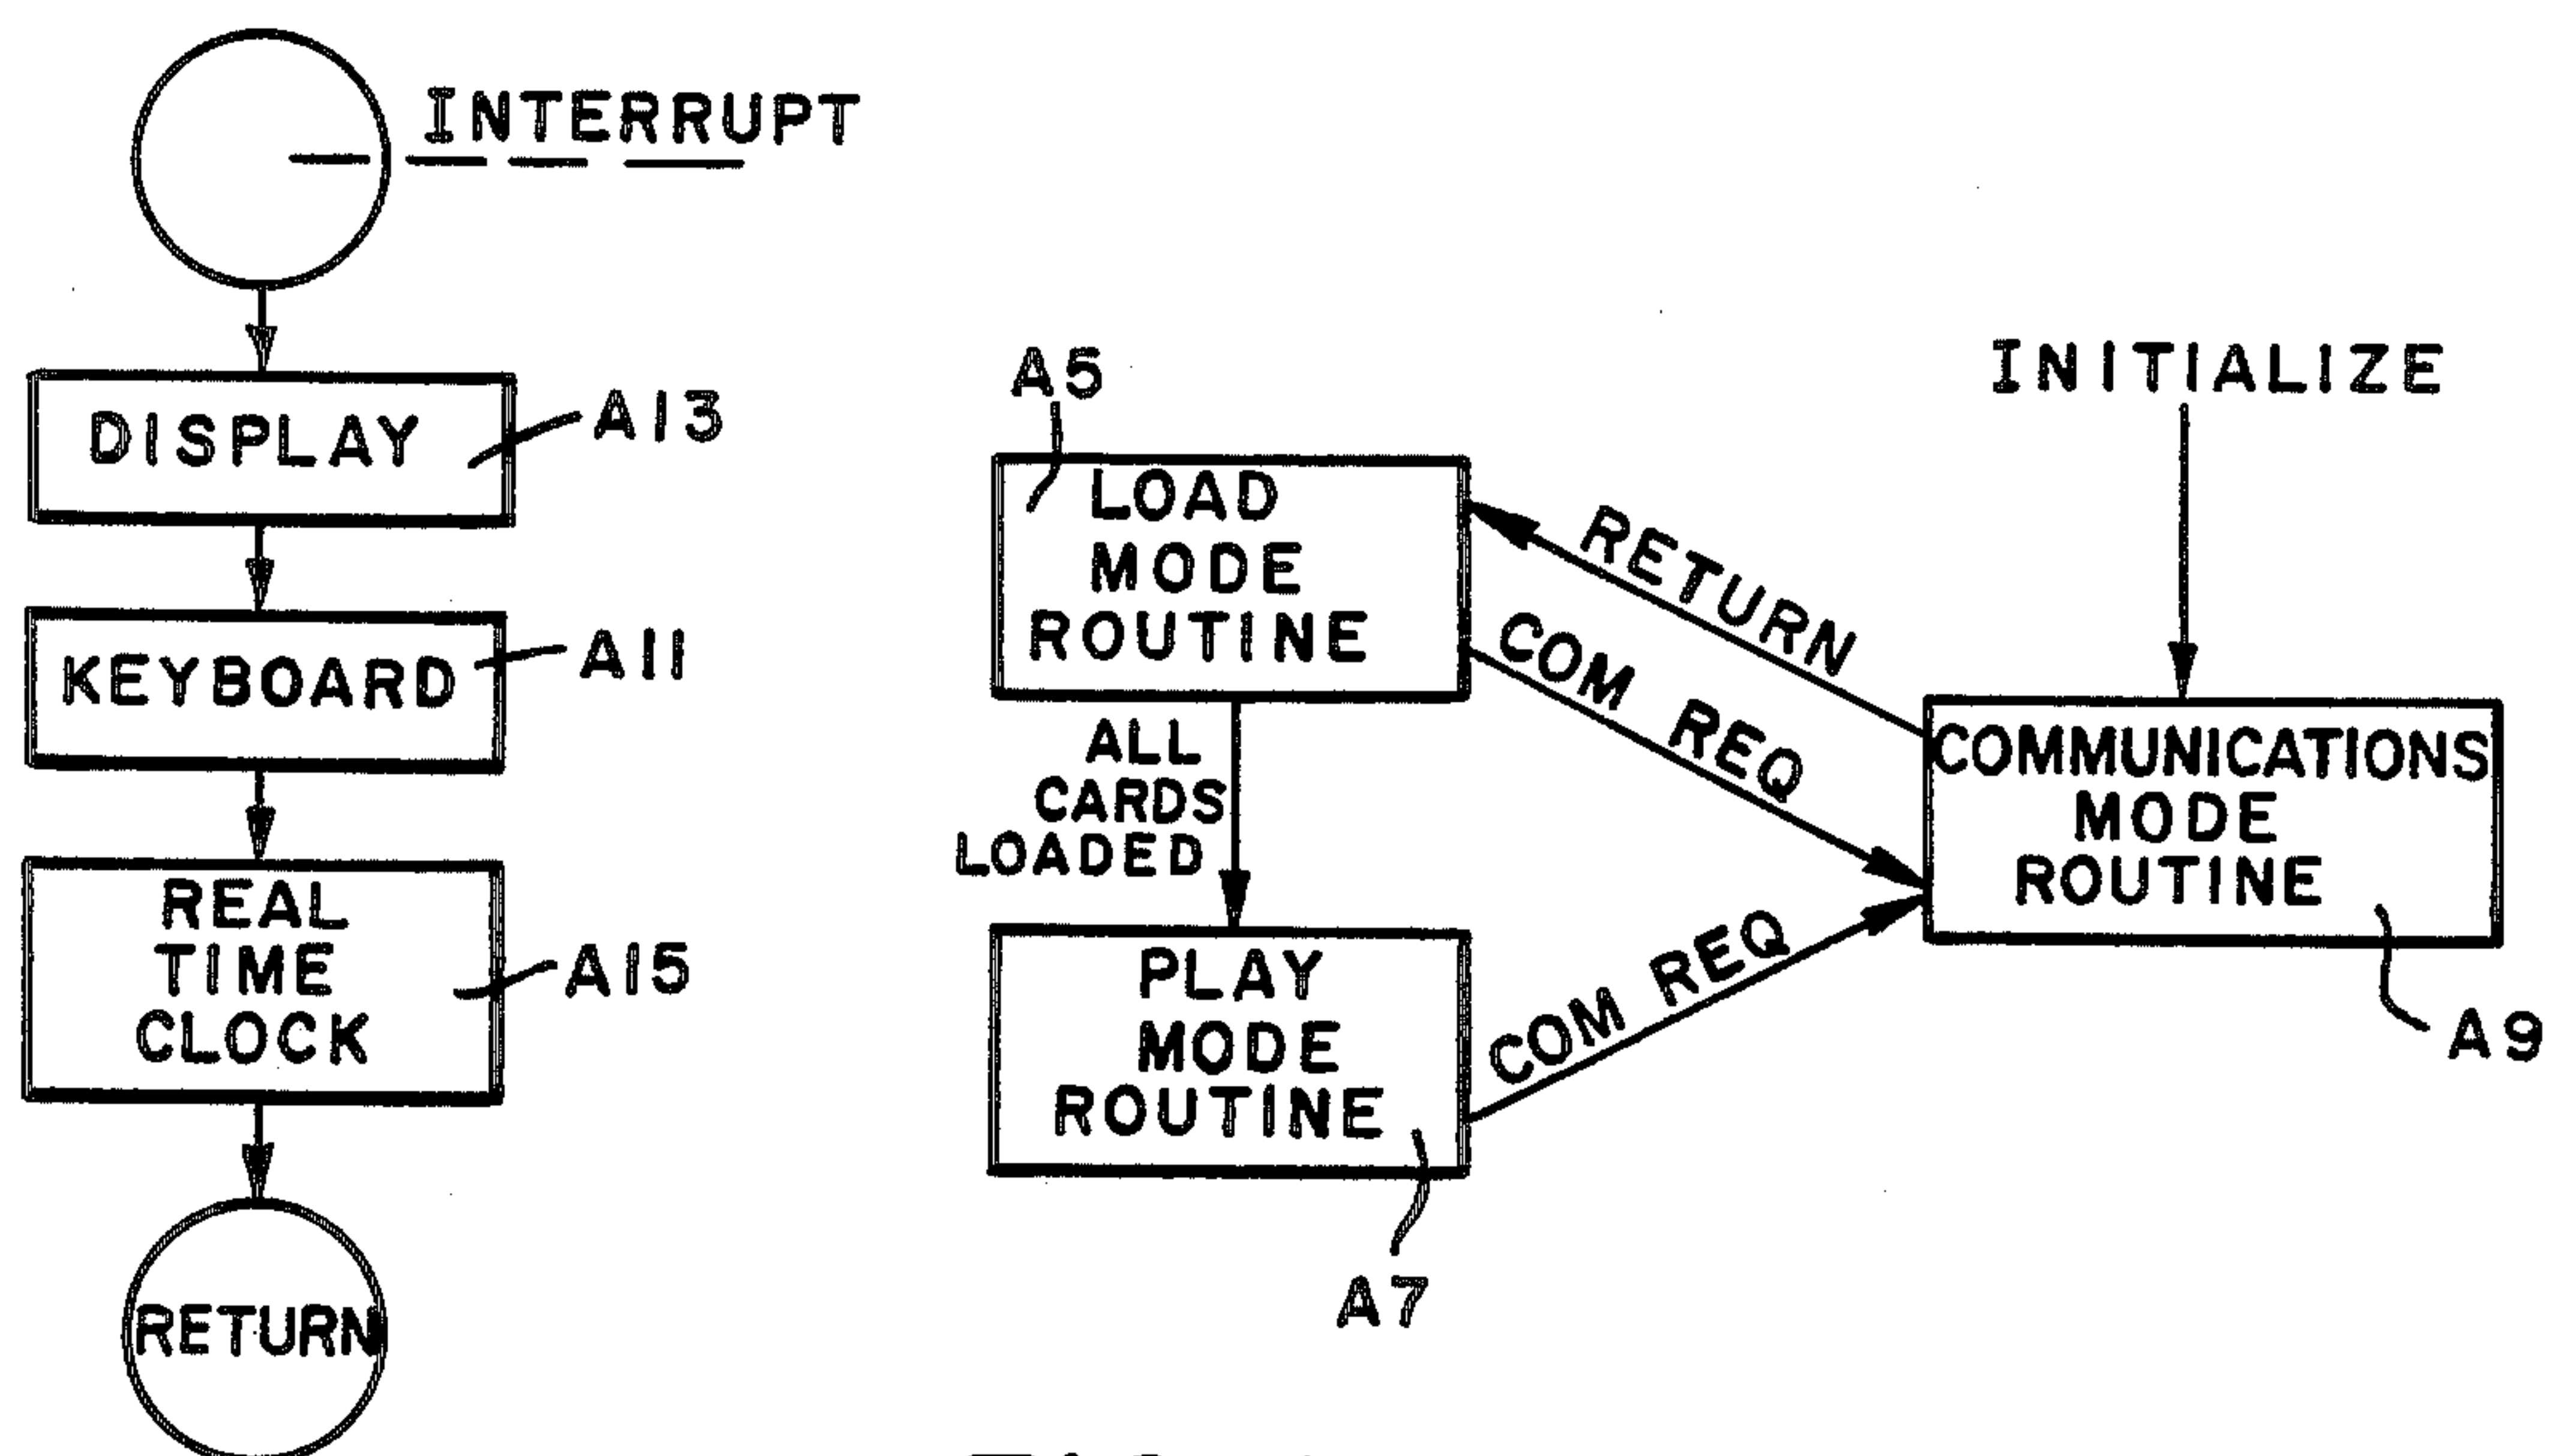 INTERRUPT
DISPLAY
A13
KEYBOARD
A11
REAL
TIME
CLOCK
A15
RETURN
A5
LOAD
MODE
ROUTINE
ALL
CARDS
LOADED
PLAY
MODE
ROUTINE
A7
RETURN
COM REQ
COM REQ
INITIALIZE
COMMUNICATIONS
MODE
ROUTINE
A9